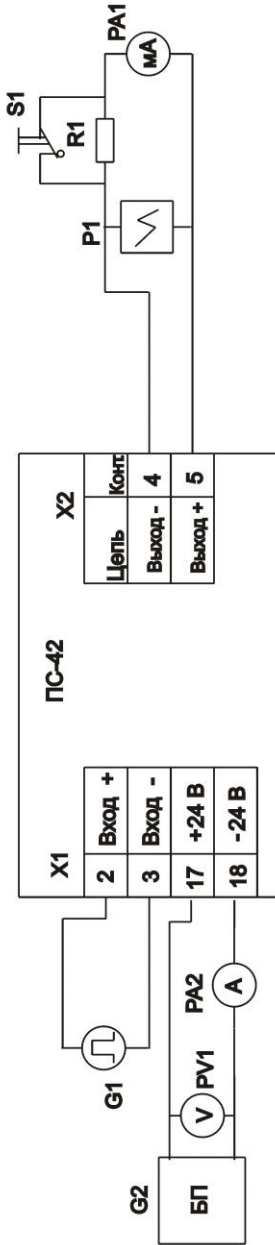 ПС-42
X1
2 Вход +
3 Вход -
17 +24 В
18 -24 В
X2
Цепь Конт.
Выход - 4
Выход + 5
G1
G2
БП
PV1
V
PA2
A
S1
R1
P1
PA1
мА